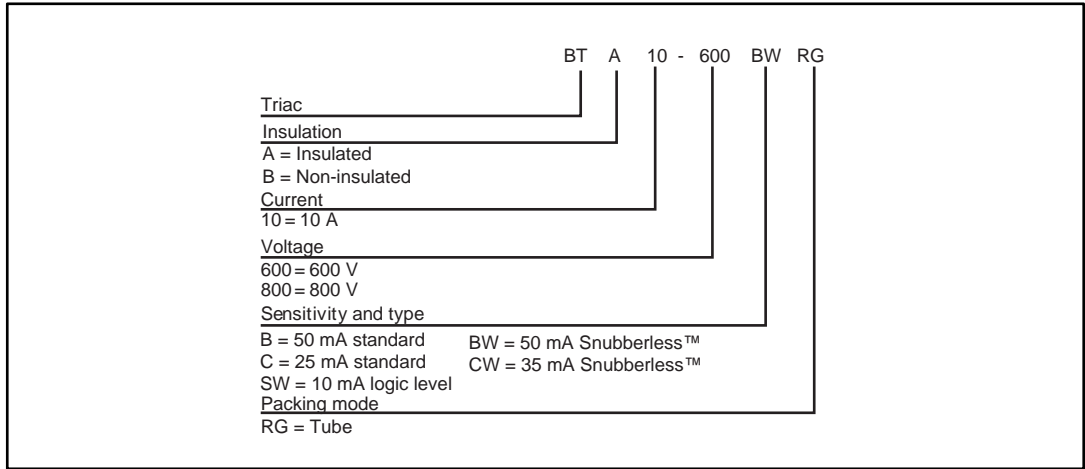 BT A 10 - 600 BW RG
Triac
Insulation
A = Insulated
B = Non-insulated
Current
10 = 10 A
Voltage
600 = 600 V
800 = 800 V
Sensitivity and type
B = 50 mA standard BW = 50 mA Snubberless™
C = 25 mA standard CW = 35 mA Snubberless™
SW = 10 mA logic level
Packing mode
RG = Tube